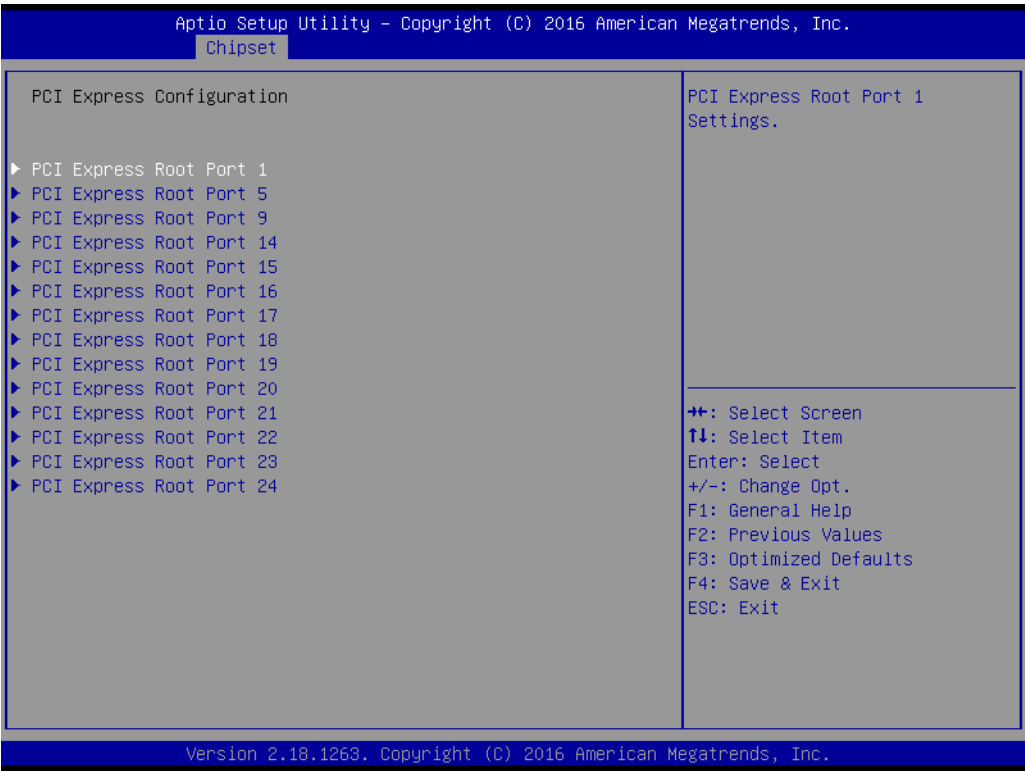 Aptio Setup Utility – Copyright (C) 2016 American Megatrends, Inc.
Chipset
PCI Express Configuration
▶ PCI Express Root Port 1
▶ PCI Express Root Port 5
▶ PCI Express Root Port 9
▶ PCI Express Root Port 14
▶ PCI Express Root Port 15
▶ PCI Express Root Port 16
▶ PCI Express Root Port 17
▶ PCI Express Root Port 18
▶ PCI Express Root Port 19
▶ PCI Express Root Port 20
▶ PCI Express Root Port 21
▶ PCI Express Root Port 22
▶ PCI Express Root Port 23
▶ PCI Express Root Port 24
PCI Express Root Port 1
Settings.
→←: Select Screen
↑↓: Select Item
Enter: Select
+/-: Change Opt.
F1: General Help
F2: Previous Values
F3: Optimized Defaults
F4: Save & Exit
ESC: Exit
Version 2.18.1263. Copyright (C) 2016 American Megatrends, Inc.